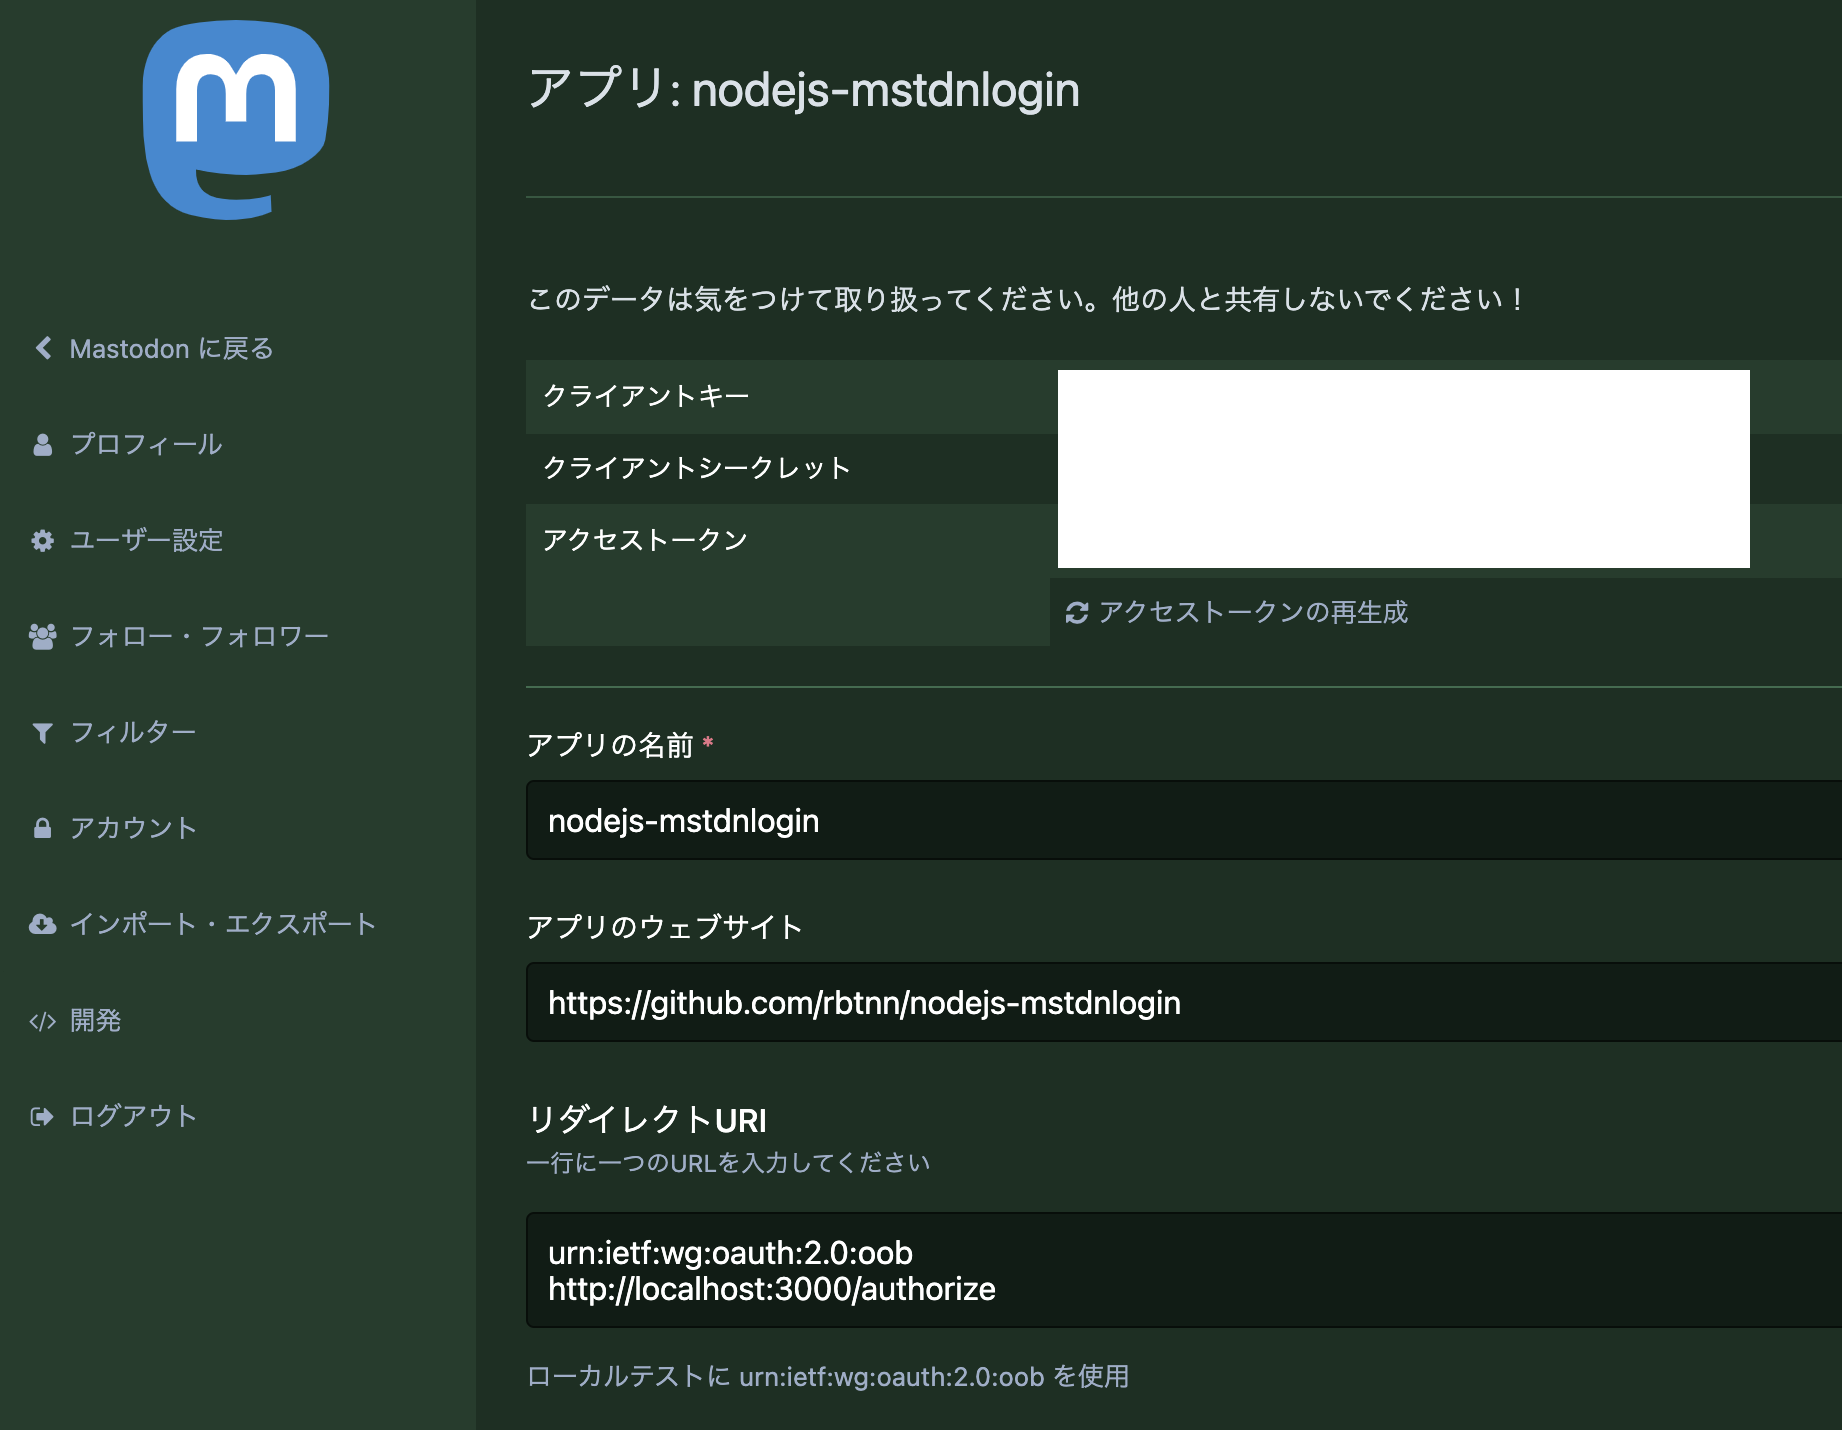 アプリ: nodejs-mstdnlogin
このデータは気をつけて取り扱ってください。他の人と共有しないでください！
Mastodon に戻る
プロフィール
ユーザー設定
フォロー・フォロワー
フィルター
アカウント
インポート・エクスポート
開発
ログアウト
クライアントキー
クライアントシークレット
アクセストークン
アクセストークンの再生成
アプリの名前 *
nodejs-mstdnlogin
アプリのウェブサイト
https://github.com/rbtnn/nodejs-mstdnlogin
リダイレクトURI
一行に一つのURLを入力してください
urn:ietf:wg:oauth:2.0:oob
http://localhost:3000/authorize
ローカルテストに urn:ietf:wg:oauth:2.0:oob を使用